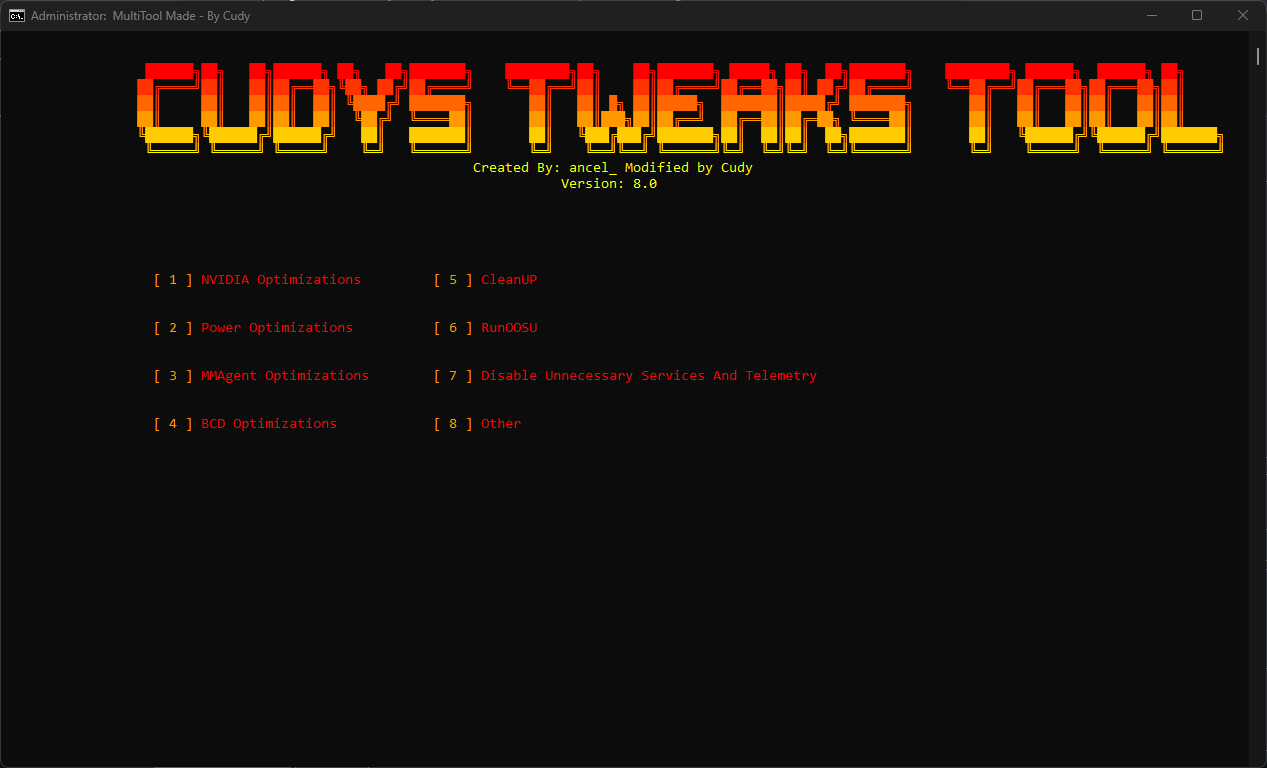 Administrator:  MultiTool Made - By Cudy
CUDYS TWEAKS TOOL
Created By: ancel_ Modified by Cudy
Version: 8.0
[ 1 ] NVIDIA Optimizations [ 5 ] CleanUP
[ 2 ] Power Optimizations [ 6 ] RunOOSU
[ 3 ] MMAgent Optimizations [ 7 ] Disable Unnecessary Services And Telemetry
[ 4 ] BCD Optimizations [ 8 ] Other